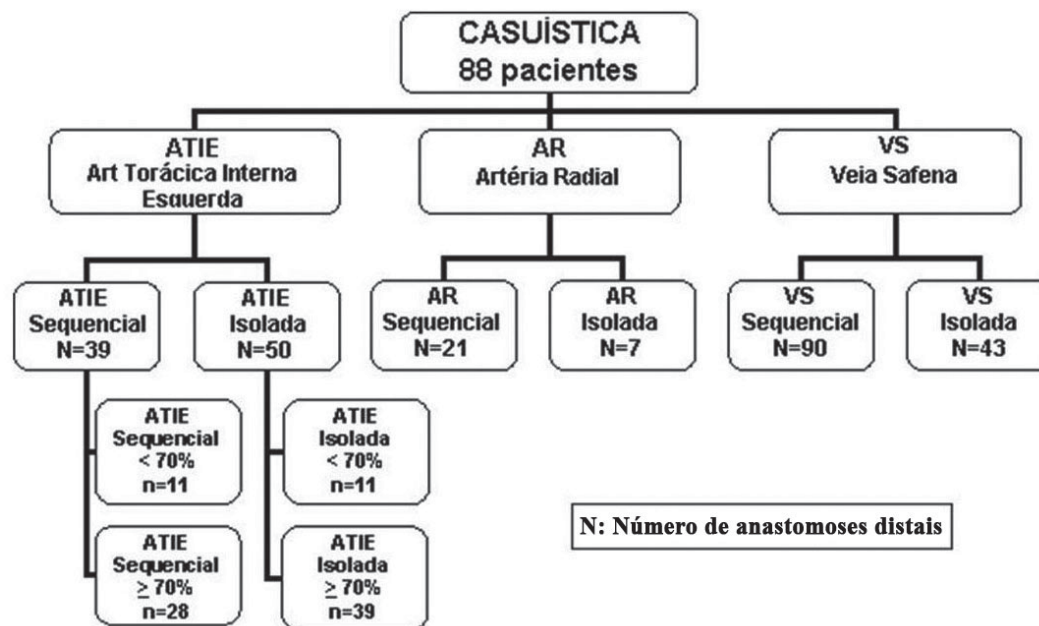 CASUÍSTICA
88 pacientes
ATIE
Art Torácica Interna
Esquerda
AR
Artéria Radial
VS
Veia Safena
ATIE
Sequencial
N=39
ATIE
Isolada
N=50
AR
Sequencial
N=21
AR
Isolada
N=7
VS
Sequencial
N=90
VS
Isolada
N=43
ATIE
Sequencial
< 70%
n=11
ATIE
Isolada
< 70%
n=11
ATIE
Sequencial
≥ 70%
n=28
ATIE
Isolada
≥ 70%
n=39
N: Número de anastomoses distais